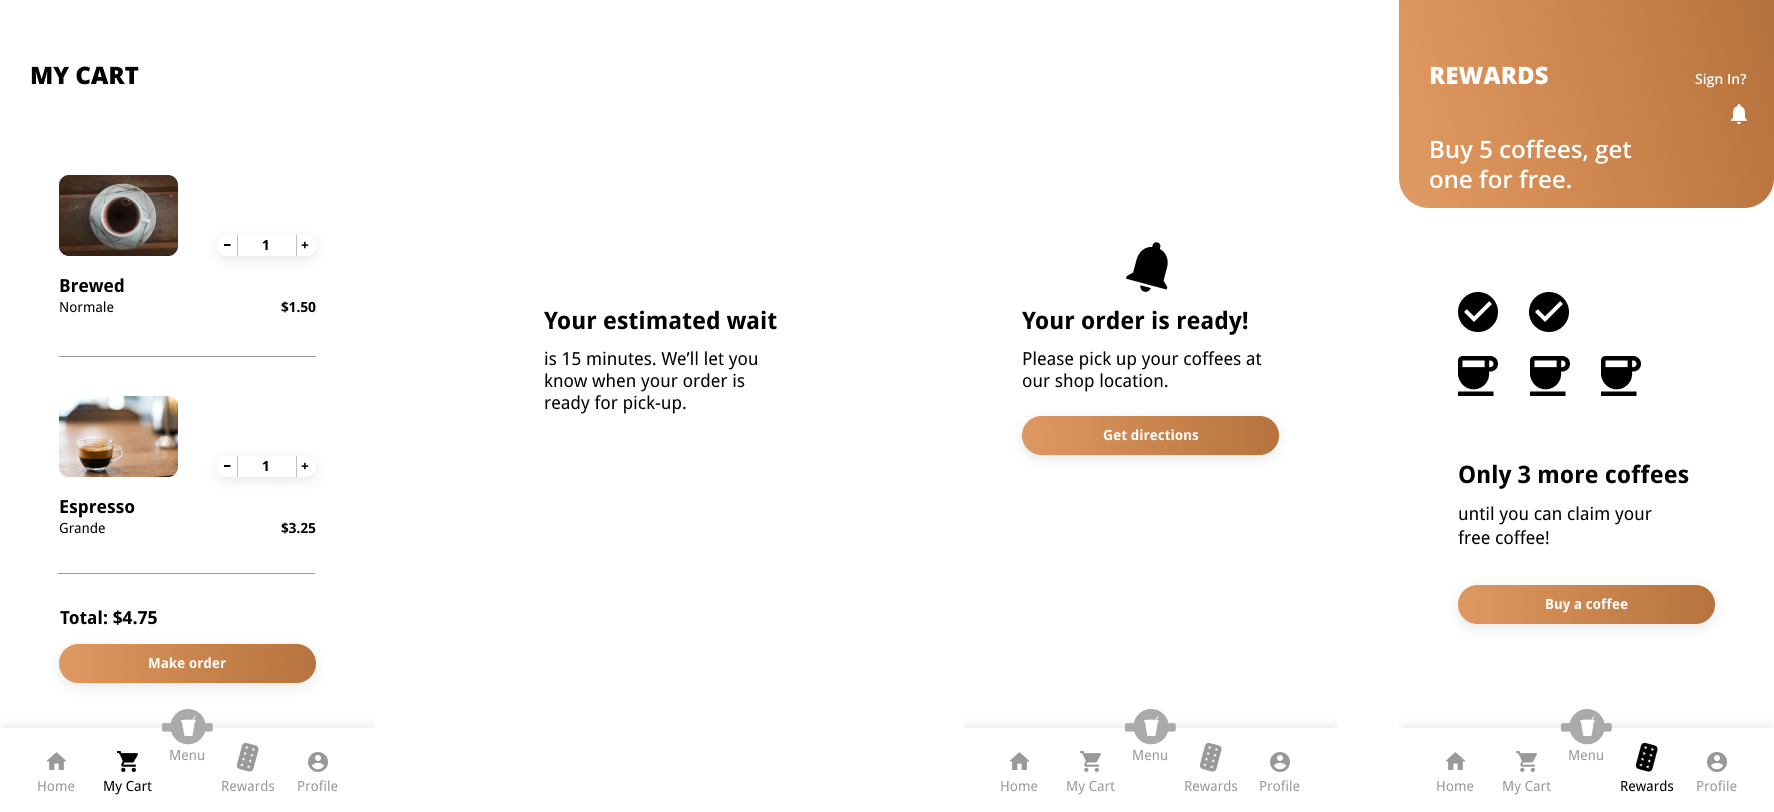 MY CART
− 1 +
Brewed
Normale $1.50
− 1 +
Espresso
Grande $3.25
Total: $4.75
Make order
Menu
Home My Cart Rewards Profile
Your estimated wait
is 15 minutes. We’ll let you
know when your order is
ready for pick-up.
Your order is ready!
Please pick up your coffees at
our shop location.
Get directions
Menu
Home My Cart Rewards Profile
REWARDS Sign In?
Buy 5 coffees, get
one for free.
Only 3 more coffees
until you can claim your
free coffee!
Buy a coffee
Menu
Home My Cart Rewards Profile